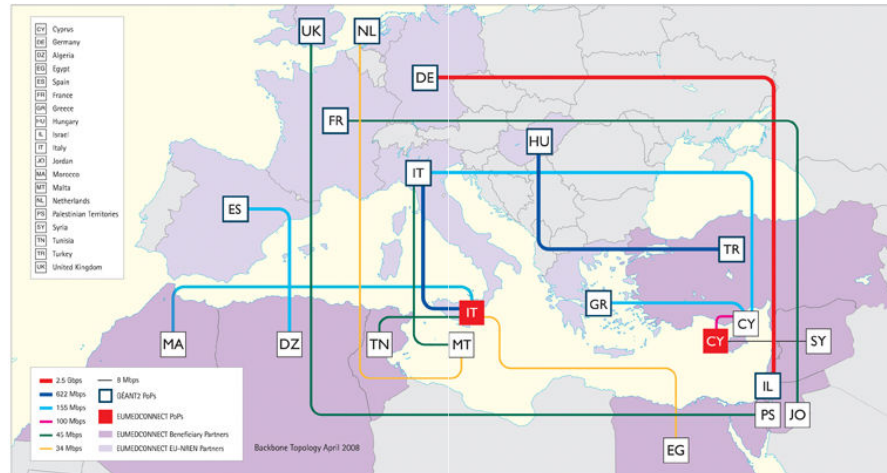 CY Cyprus
DE Germany
DZ Algeria
EG Egypt
ES Spain
FR France
GR Greece
HU Hungary
IL Israel
IT Italy
JO Jordan
MA Morocco
MT Malta
NL Netherlands
PS Palestinian Territories
SY Syria
TN Tunisia
TR Turkey
UK United Kingdom
UK
NL
DE
FR
HU
IT
ES
TR
GR
IT
CY
CY
SY
MA
DZ
TN
MT
IL
PS
JO
EG
2.5 Gbps
622 Mbps
155 Mbps
100 Mbps
45 Mbps
34 Mbps
8 Mbps
GÉANT2 PoPs
EUMEDCONNECT PoPs
EUMEDCONNECT Beneficiary Partners
EUMEDCONNECT EU-NREN Partners
Backbone Topology April 2008